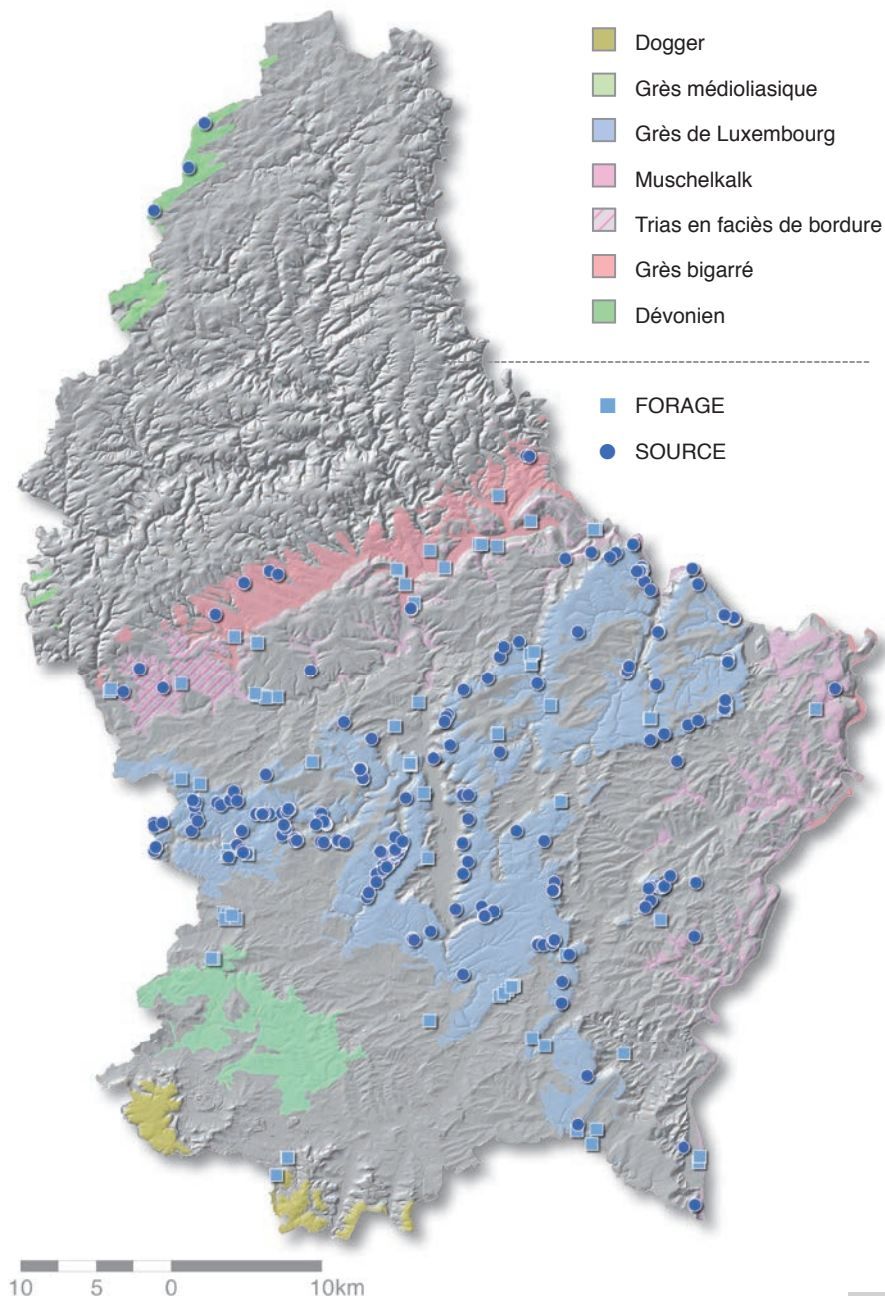 Dogger
Grès médioliasique
Grès de Luxembourg
Muschelkalk
Trias en faciès de bordure
Grès bigarré
Dévonien
FORAGE
SOURCE
10 5 0 10km